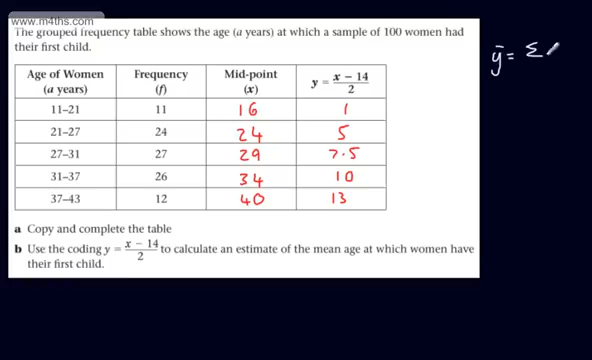 www.m4ths.com
The grouped frequency table shows the age (a years) at which a sample of 100 women had
their first child.
Age of Women (a years) Frequency (f) Mid-point (x) y = x − 14 / 2
11–21 11 16 1
21–27 24 24 5
27–31 27 29 7.5
31–37 26 34 10
37–43 12 40 13
a Copy and complete the table
b Use the coding y = x − 14 / 2 to calculate an estimate of the mean age at which women have
their first child.
ȳ = Σ